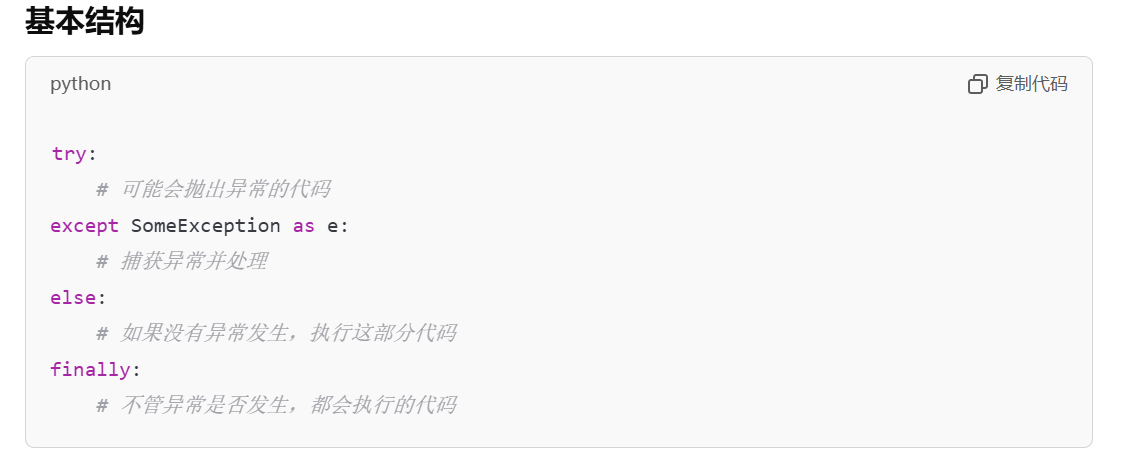 基本结构
python
复制代码
try:
    # 可能会抛出异常的代码
except SomeException as e:
    # 捕获异常并处理
else:
    # 如果没有异常发生，执行这部分代码
finally:
    # 不管异常是否发生，都会执行的代码